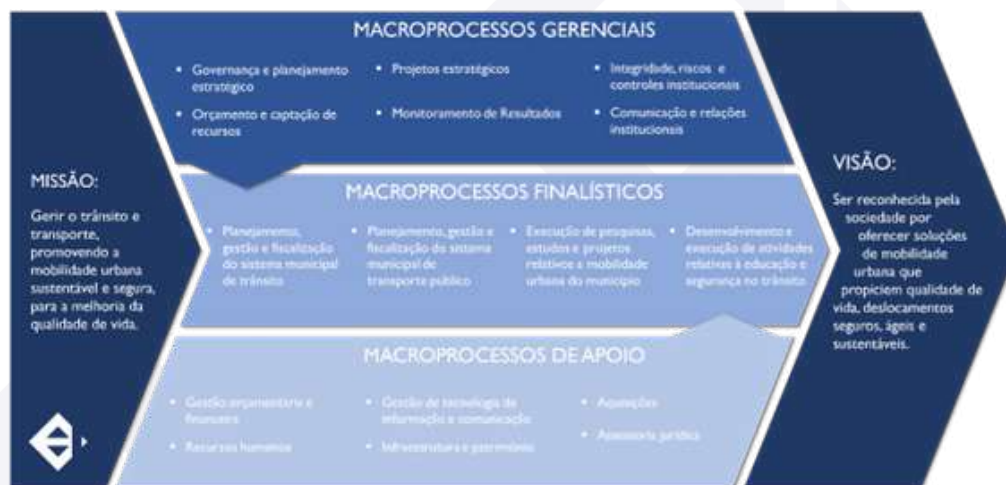 MACROPROCESSOS GERENCIAIS
• Governança e planejamento
estratégico
• Orçamento e captação de
recursos
• Projetos estratégicos
• Monitoramento de Resultados
• Integridade, riscos e
controles institucionais
• Comunicação e relações
institucionais
MISSÃO:
Gerir o trânsito e
transporte,
promovendo a
mobilidade urbana
sustentável e segura,
para a melhoria da
qualidade de vida.
MACROPROCESSOS FINALÍSTICOS
• Planejamento,
gestão e fiscalização
do sistema municipal
de trânsito
• Planejamento, gestão e
fiscalização do sistema
municipal de
transporte público
• Execução de pesquisas,
estudos e projetos
relativos a mobilidade
urbana do município
• Desenvolvimento e
execução de atividades
relativas à educação e
segurança no trânsito
MACROPROCESSOS DE APOIO
• Gestão orçamentária e
financeira
• Recursos humanos
• Gestão de tecnologia de
informação e comunicação
• Infraestrutura e patrimônio
• Aquisições
• Assessoria jurídica
VISÃO:
Ser reconhecida pela
sociedade por
oferecer soluções
de mobilidade
urbana que
propiciem qualidade de
vida, deslocamentos
seguros, ágeis e
sustentáveis.